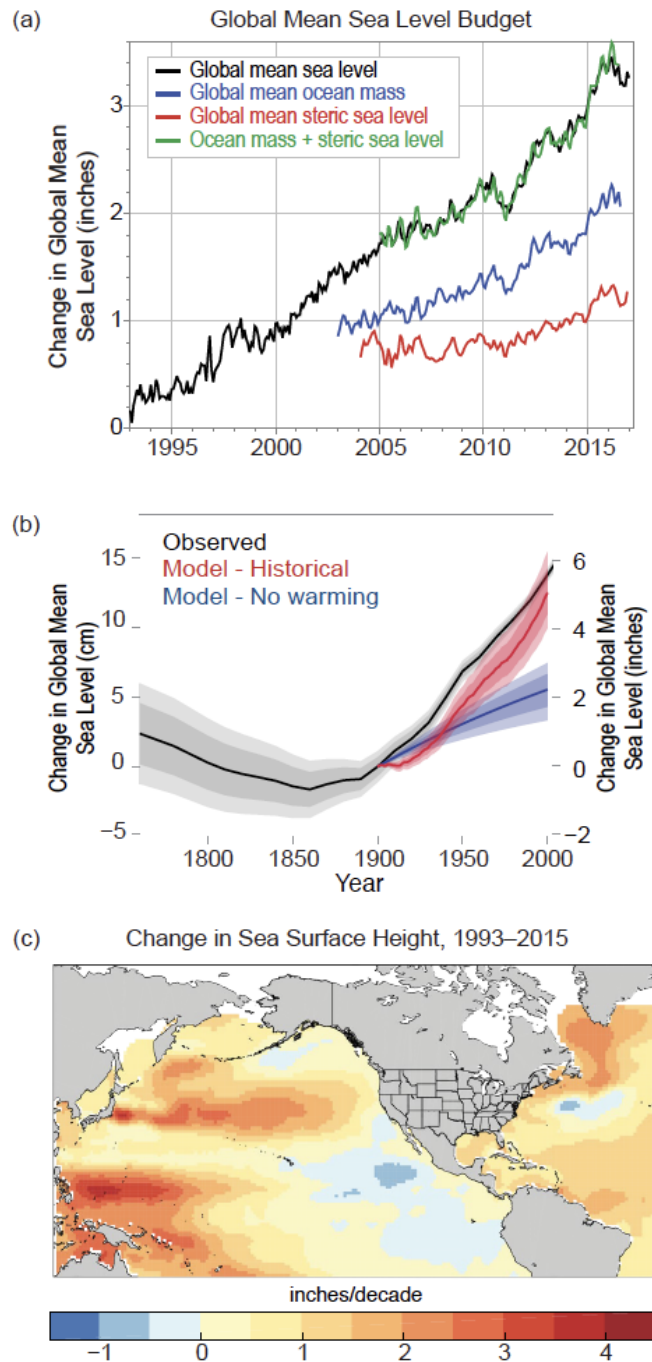 (a) Global Mean Sea Level Budget
Global mean sea level
Global mean ocean mass
Global mean steric sea level
Ocean mass + steric sea level
Change in Global Mean
Sea Level (inches)
3
2
1
0
1995 2000 2005 2010 2015
(b)
Observed
Model - Historical
Model - No warming
Change in Global Mean
Sea Level (cm)
15
10
5
0
−5
6
4
2
0
−2
Change in Global Mean
Sea Level (inches)
1800 1850 1900 1950 2000
Year
(c) Change in Sea Surface Height, 1993–2015
inches/decade
−1 0 1 2 3 4